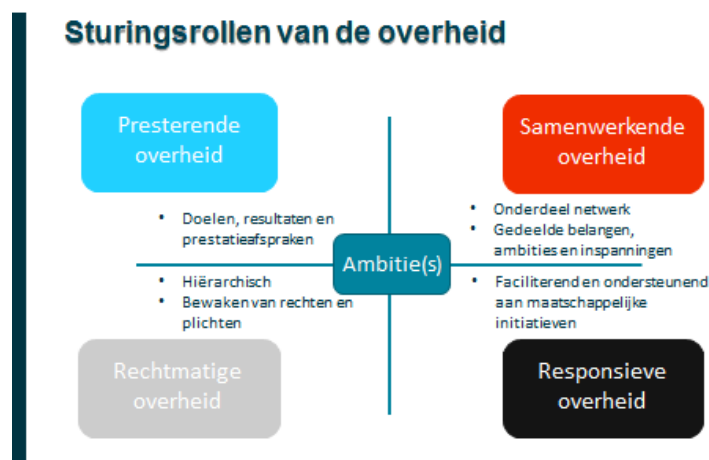 Sturingsrollen van de overheid
Presterende
overheid
Samenwerkende
overheid
• Doelen, resultaten en
prestatieafspraken
• Onderdeel netwerk
• Gedeelde belangen,
ambities en inspanningen
Ambitie(s)
• Hiërarchisch
• Bewaken van rechten en
plichten
• Faciliterend en ondersteunend
aan maatschappelijke
initiatieven
Rechtmatige
overheid
Responsieve
overheid